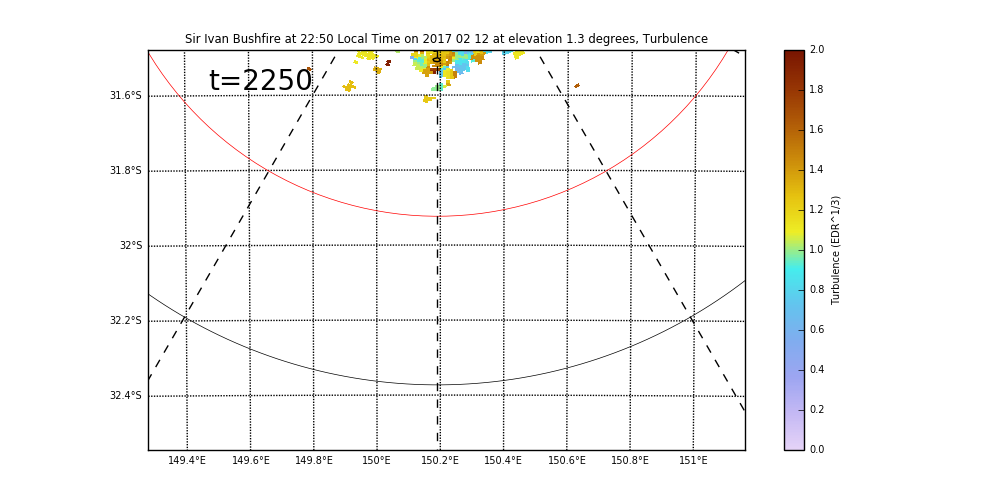 Sir Ivan Bushfire at 22:50 Local Time on 2017 02 12 at elevation 1.3 degrees, Turbulence
t=2250
31.6°S
31.8°S
32°S
32.2°S
32.4°S
149.4°E 149.6°E 149.8°E 150°E 150.2°E 150.4°E 150.6°E 150.8°E 151°E
2.0
1.8
1.6
1.4
1.2
1.0
0.8
0.6
0.4
0.2
0.0
Turbulence (EDR^1/3)